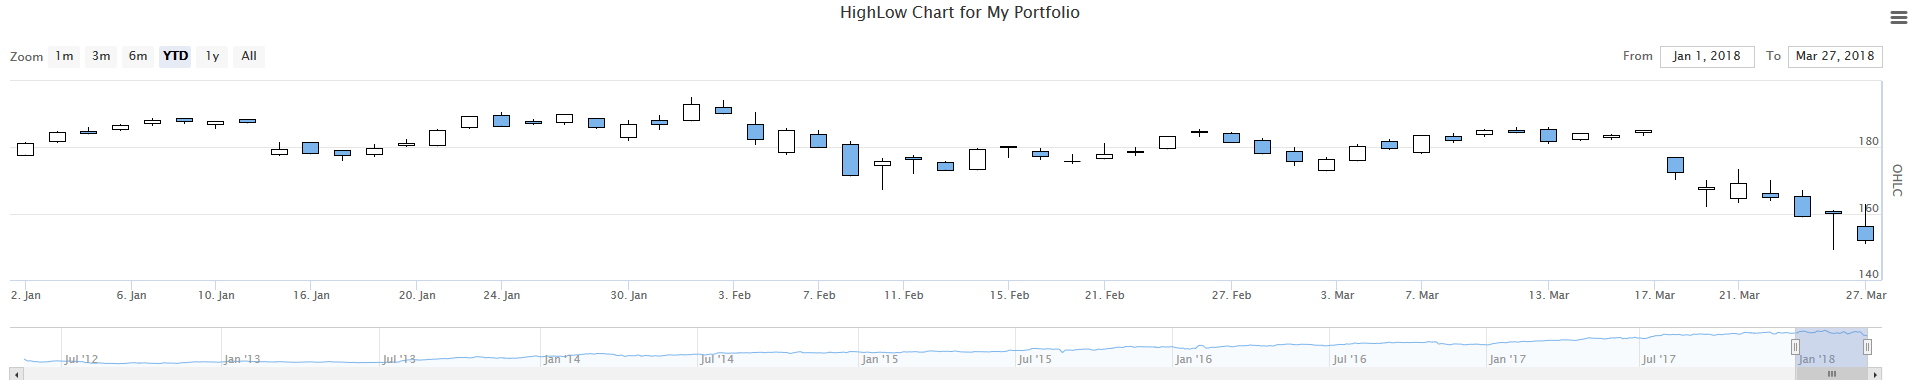 HighLow Chart for My Portfolio
Zoom 1m 3m 6m YTD 1y All From Jan 1, 2018 To Mar 27, 2018
180
OHLC
160
140
2. Jan 6. Jan 10. Jan 16. Jan 20. Jan 24. Jan 30. Jan 3. Feb 7. Feb 11. Feb 15. Feb 21. Feb 27. Feb 3. Mar 7. Mar 13. Mar 17. Mar 21. Mar 27. Mar
Jul '12 Jan '13 Jul '13 Jan '14 Jul '14 Jan '15 Jul '15 Jan '16 Jul '16 Jan '17 Jul '17 Jan '18